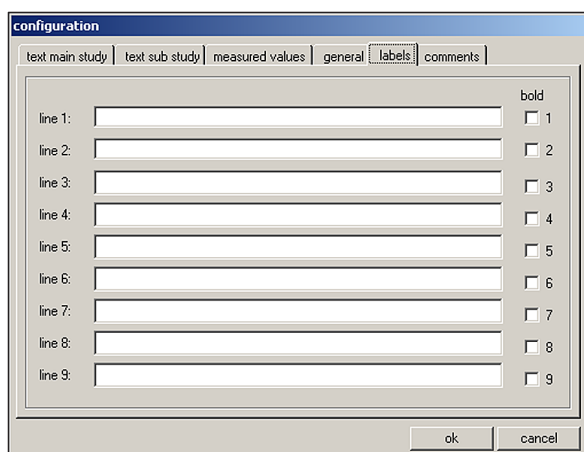 configuration
text main study text sub study measured values general labels comments
bold
line 1: 1
line 2: 2
line 3: 3
line 4: 4
line 5: 5
line 6: 6
line 7: 7
line 8: 8
line 9: 9
ok cancel